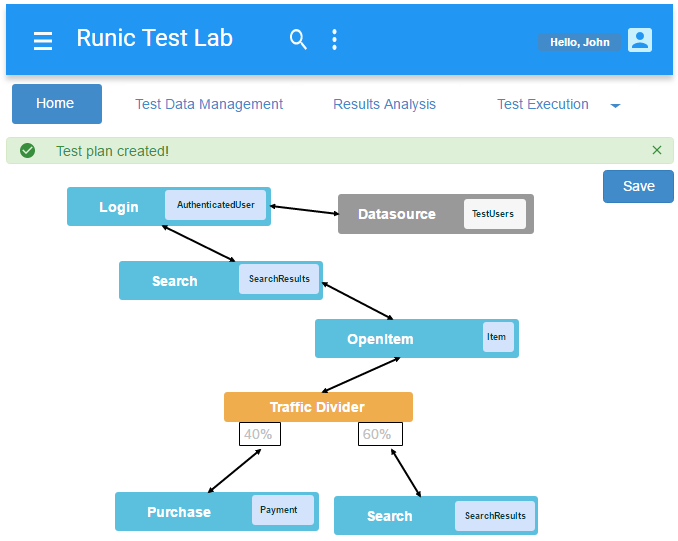 Runic Test Lab
Hello, John
Home
Test Data Management
Results Analysis
Test Execution
Test plan created!
Save
Login
AuthenticatedUser
Datasource
TestUsers
Search
SearchResults
OpenItem
Item
Traffic Divider
40%
60%
Purchase
Payment
Search
SearchResults